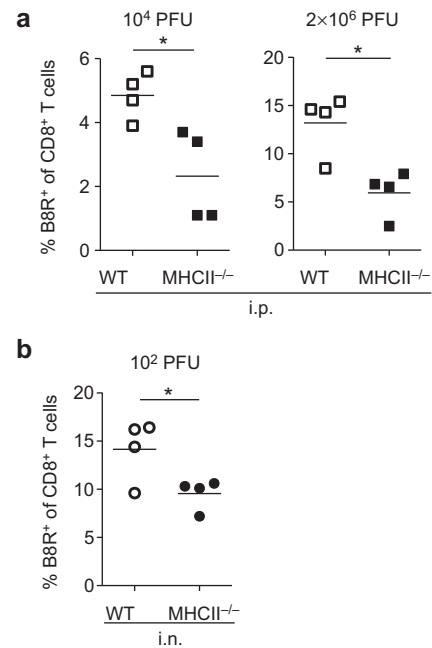 a
10⁴ PFU
2×10⁶ PFU
% B8R⁺ of CD8⁺ T cells
6
4
2
0
*
WT
MHCII⁻/⁻
20
15
10
5
0
*
WT
MHCII⁻/⁻
i.p.
b
10² PFU
% B8R⁺ of CD8⁺ T cells
20
15
10
5
0
*
WT
MHCII⁻/⁻
i.n.